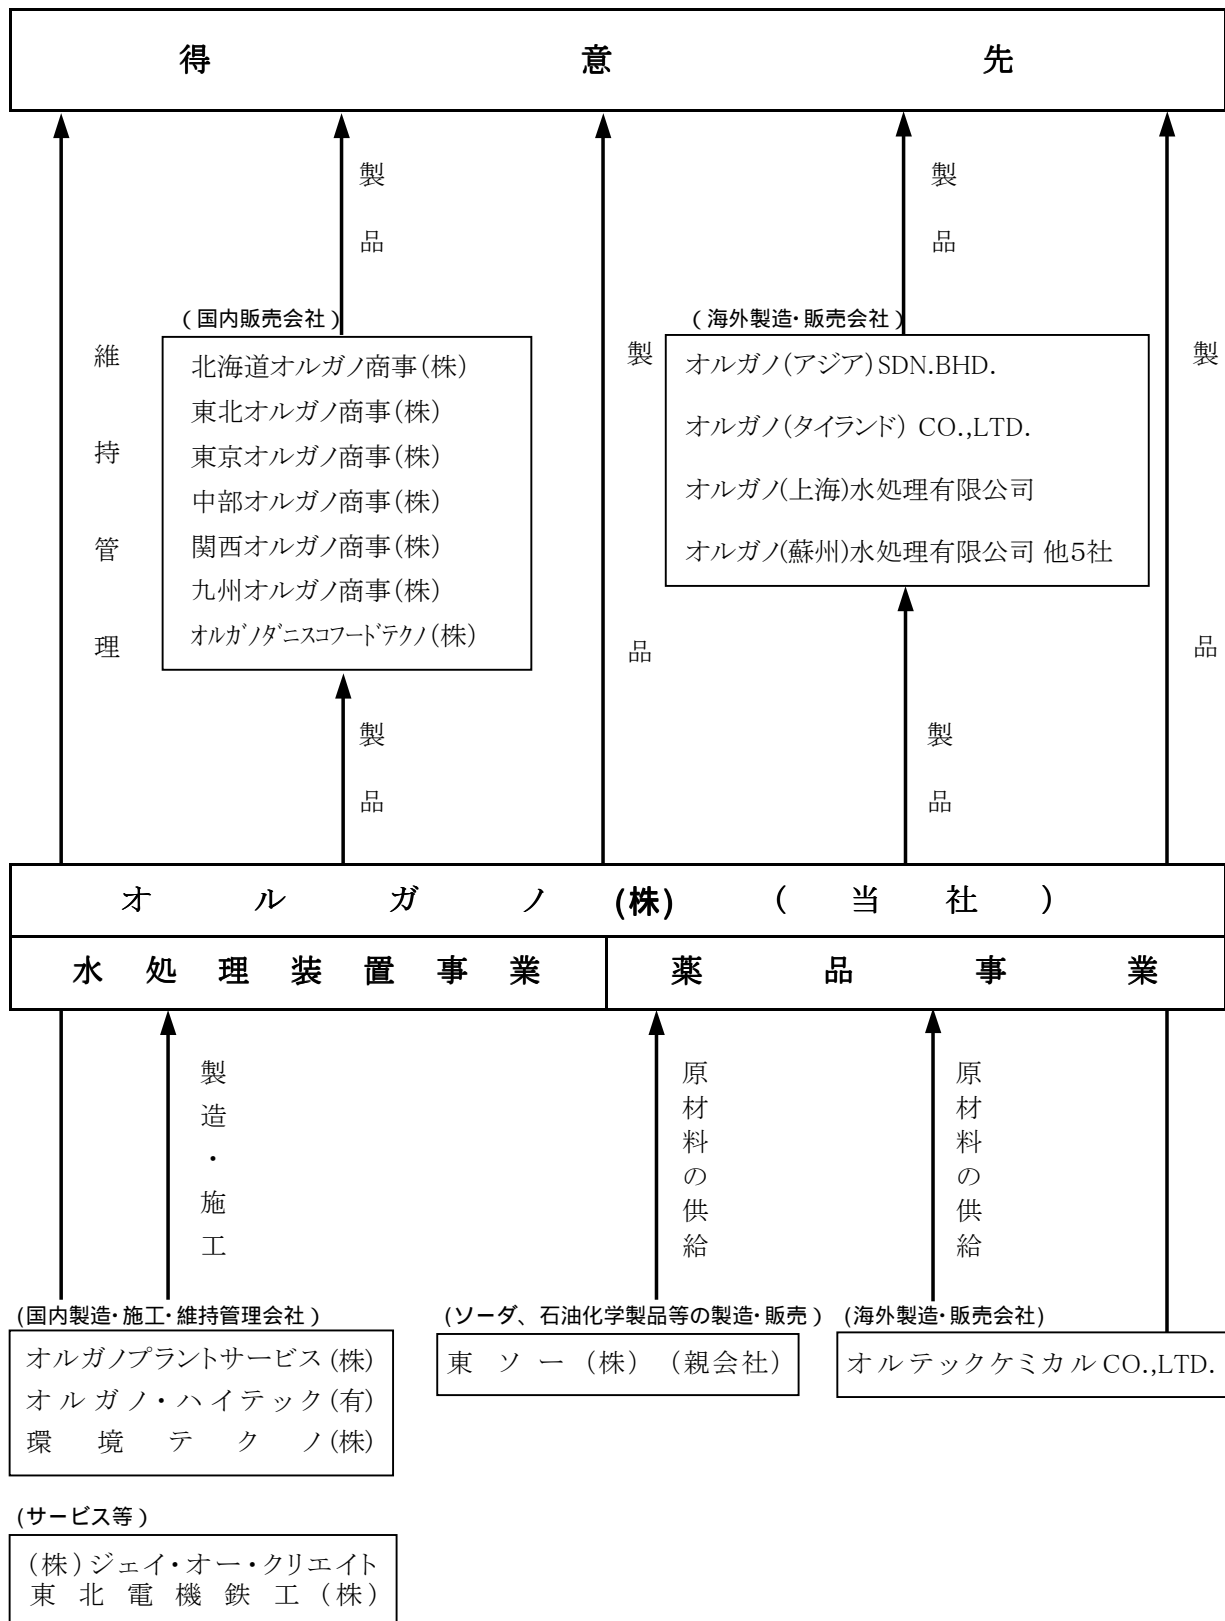 得意先
製品
製品
維持管理
(国内販売会社)
北海道オルガノ商事(株)
東北オルガノ商事(株)
東京オルガノ商事(株)
中部オルガノ商事(株)
関西オルガノ商事(株)
九州オルガノ商事(株)
オルガノダニスコフードテクノ(株)
製品
(海外製造・販売会社)
オルガノ(アジア)SDN.BHD.
オルガノ(タイランド) CO.,LTD.
オルガノ(上海)水処理有限公司
オルガノ(蘇州)水処理有限公司 他5社
製品
製品
製品
オルガノ(株) (当社)
水処理装置事業
薬品事業
製造・施工
原材料の供給
原材料の供給
(国内製造・施工・維持管理会社)
オルガノプラントサービス(株)
オルガノ・ハイテック(有)
環境テクノ(株)
(ソーダ、石油化学製品等の製造・販売)
東ソー(株) (親会社)
(海外製造・販売会社)
オルテックケミカルCO.,LTD.
(サービス等)
(株)ジェイ・オー・クリエイト
東北電機鉄工(株)